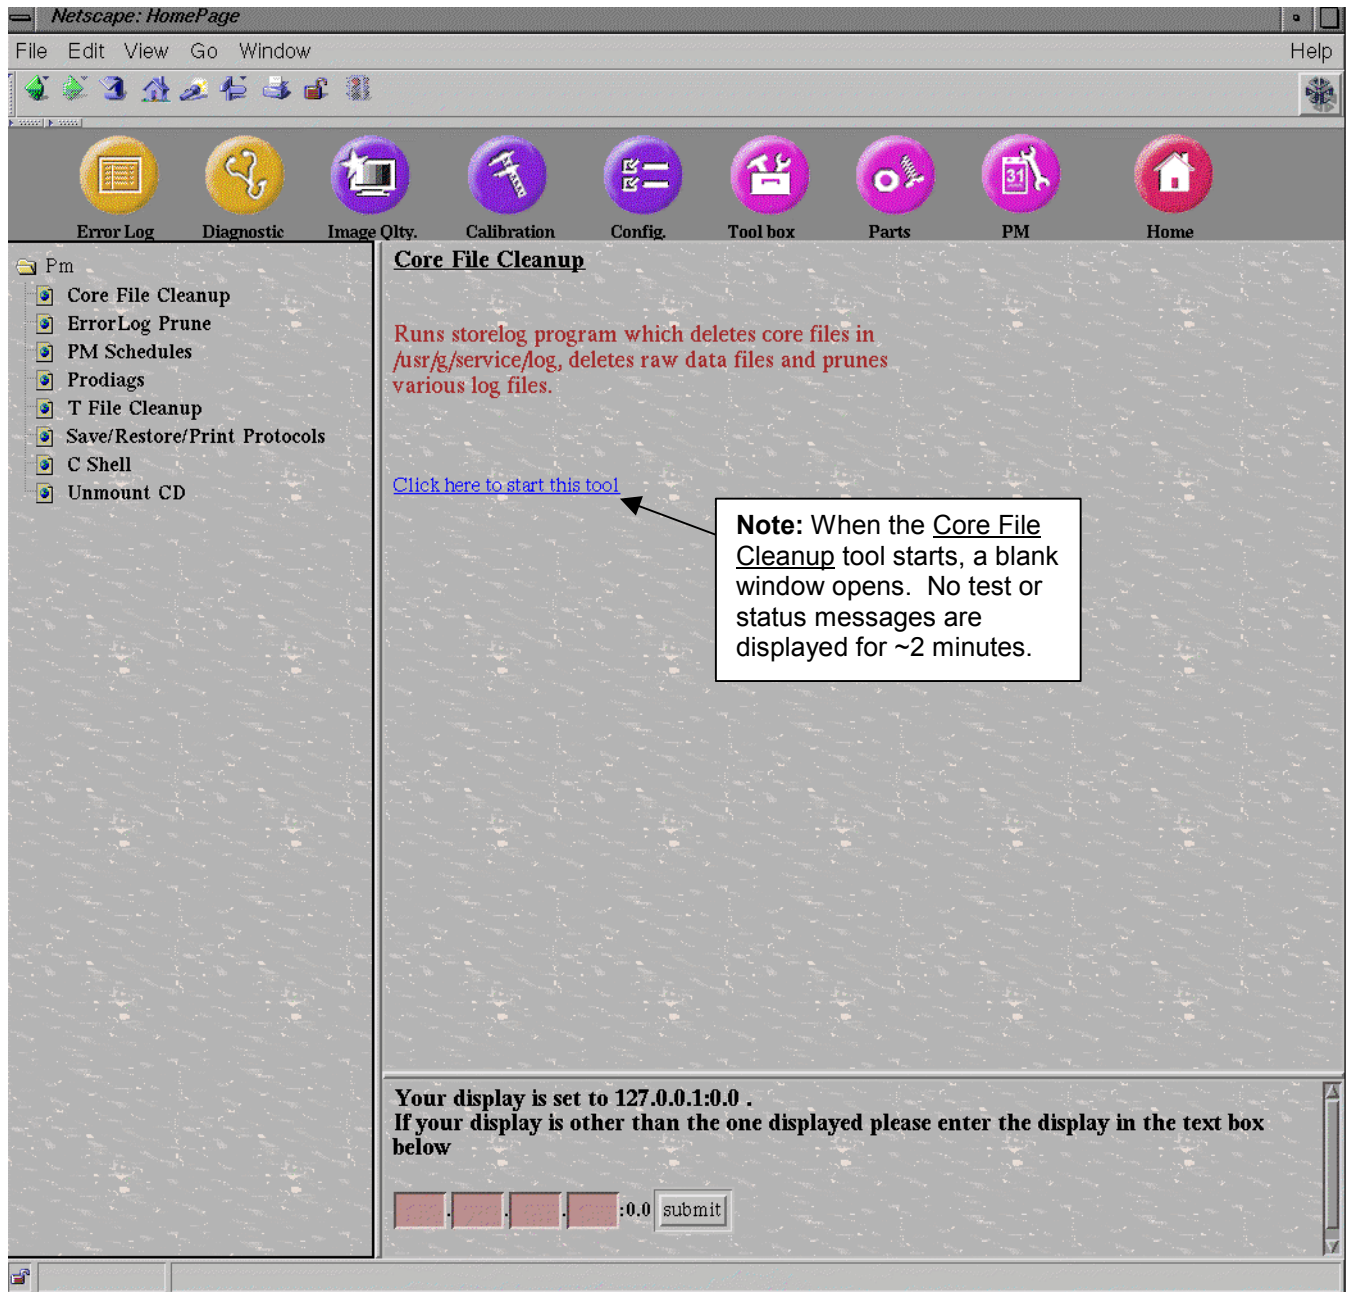 Netscape: HomePage
File Edit View Go Window Help
Error Log Diagnostic Image Qlty. Calibration Config. Tool box Parts PM Home
31
Pm
Core File Cleanup
ErrorLog Prune
PM Schedules
Prodiags
T File Cleanup
Save/Restore/Print Protocols
C Shell
Unmount CD
Core File Cleanup
Runs storelog program which deletes core files in
/usr/g/service/log, deletes raw data files and prunes
various log files.
Click here to start this tool
Note: When the Core File
Cleanup tool starts, a blank
window opens. No test or
status messages are
displayed for ~2 minutes.
Your display is set to 127.0.0.1:0.0 .
If your display is other than the one displayed please enter the display in the text box
below
. . . :0.0 submit